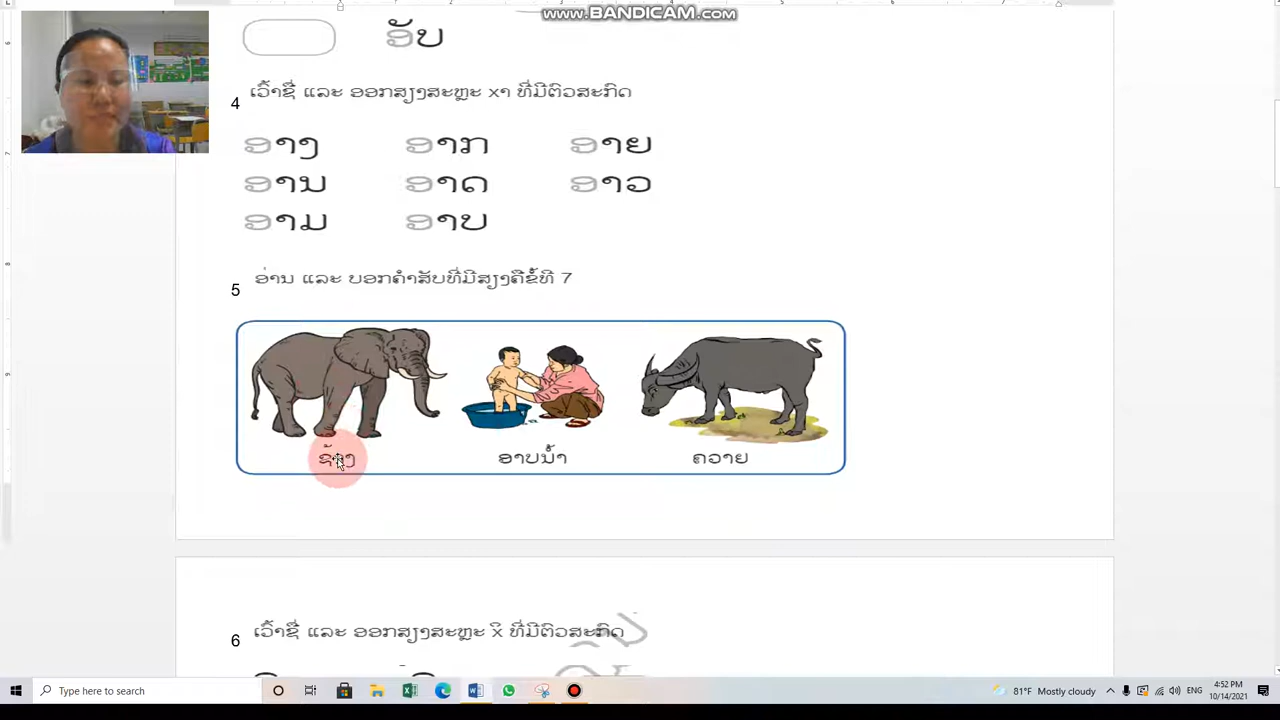 www.BANDICAM.com
ອັບ
4 ເວົ້າຊື່ ແລະ ອອກສຽງສະຫຼະ xາ ທີ່ມີຕົວສະກົດ
ອາງ ອາກ ອາຍ
ອານ ອາດ ອາວ
ອາມ ອາບ
5 ອ່ານ ແລະ ບອກຄຳສັບທີ່ມີສຽງຄືຂໍ້ທີ 7
ຊ້າງ ອາບນ້ຳ ຄວາຍ
6 ເວົ້າຊື່ ແລະ ອອກສຽງສະຫຼະ xິ ທີ່ມີຕົວສະກົດ
Type here to search
81°F Mostly cloudy
ENG
4:52 PM
10/14/2021